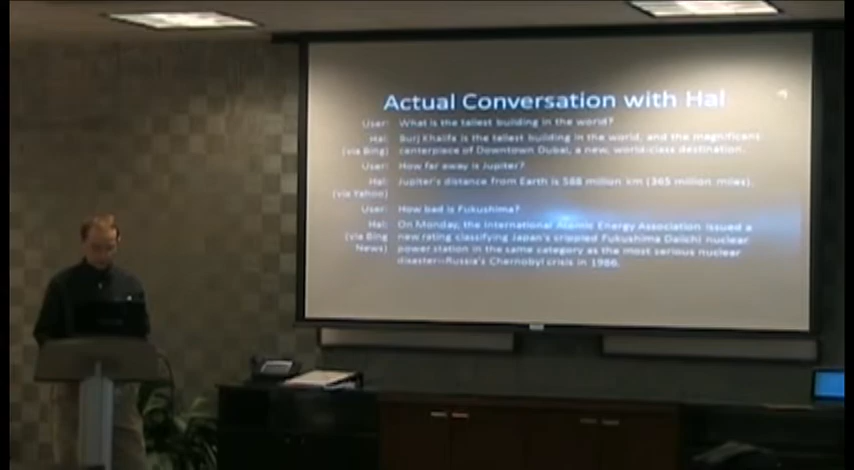 Actual Conversation with Hal
User: What is the tallest building in the world?
Hal: Burj Khalifa is the tallest building in the world, and the magnificent
(via Bing) centerpiece of Downtown Dubai, a new, world-class destination.
User: How far away is Jupiter?
Hal: Jupiter's distance from Earth is 588 million km (365 million miles).
(via Yahoo)
User: How bad is Fukushima?
Hal: On Monday, the International Atomic Energy Association issued a
(via Bing new rating classifying Japan's crippled Fukushima Daiichi nuclear
News) power station in the same category as the most serious nuclear
disaster--Russia's Chernobyl crisis in 1986.